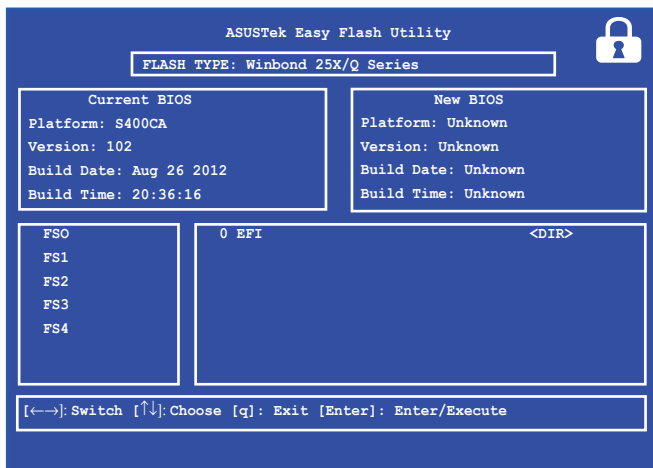 ASUSTek Easy Flash Utility
FLASH TYPE: Winbond 25X/Q Series
Current BIOS
Platform: S400CA
Version: 102
Build Date: Aug 26 2012
Build Time: 20:36:16
New BIOS
Platform: Unknown
Version: Unknown
Build Date: Unknown
Build Time: Unknown
FSO
FS1
FS2
FS3
FS4
0 EFI <DIR>
[←→]: Switch [↑↓]: Choose [q]: Exit [Enter]: Enter/Execute